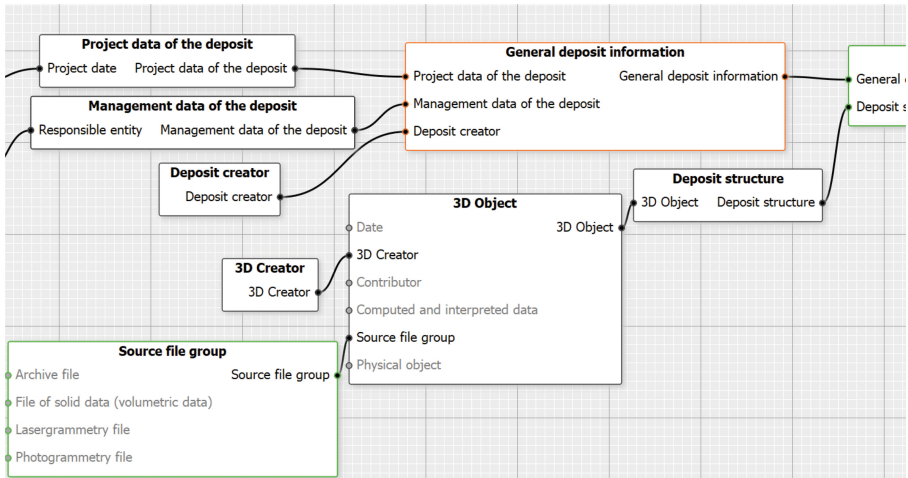 Project data of the deposit
Project date Project data of the deposit
Management data of the deposit
Responsible entity Management data of the deposit
Deposit creator
Deposit creator
General deposit information
Project data of the deposit General deposit information
Management data of the deposit
Deposit creator
General
Deposit
Deposit structure
3D Object Deposit structure
3D Object
Date 3D Object
3D Creator
Contributor
Computed and interpreted data
Source file group
Physical object
3D Creator
3D Creator
Source file group
Archive file Source file group
File of solid data (volumetric data)
Lasergrammetry file
Photogrammetry file